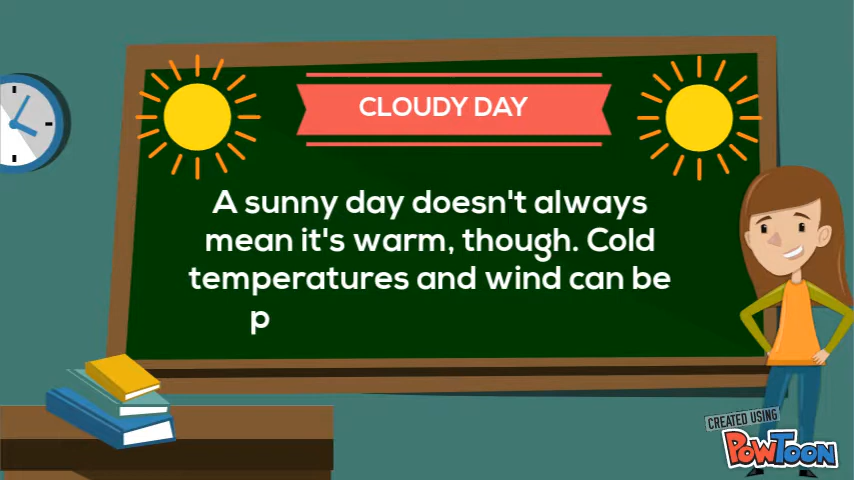 CLOUDY DAY
A sunny day doesn't always
mean it's warm, though. Cold
temperatures and wind can be
p
CREATED USING
PowToon